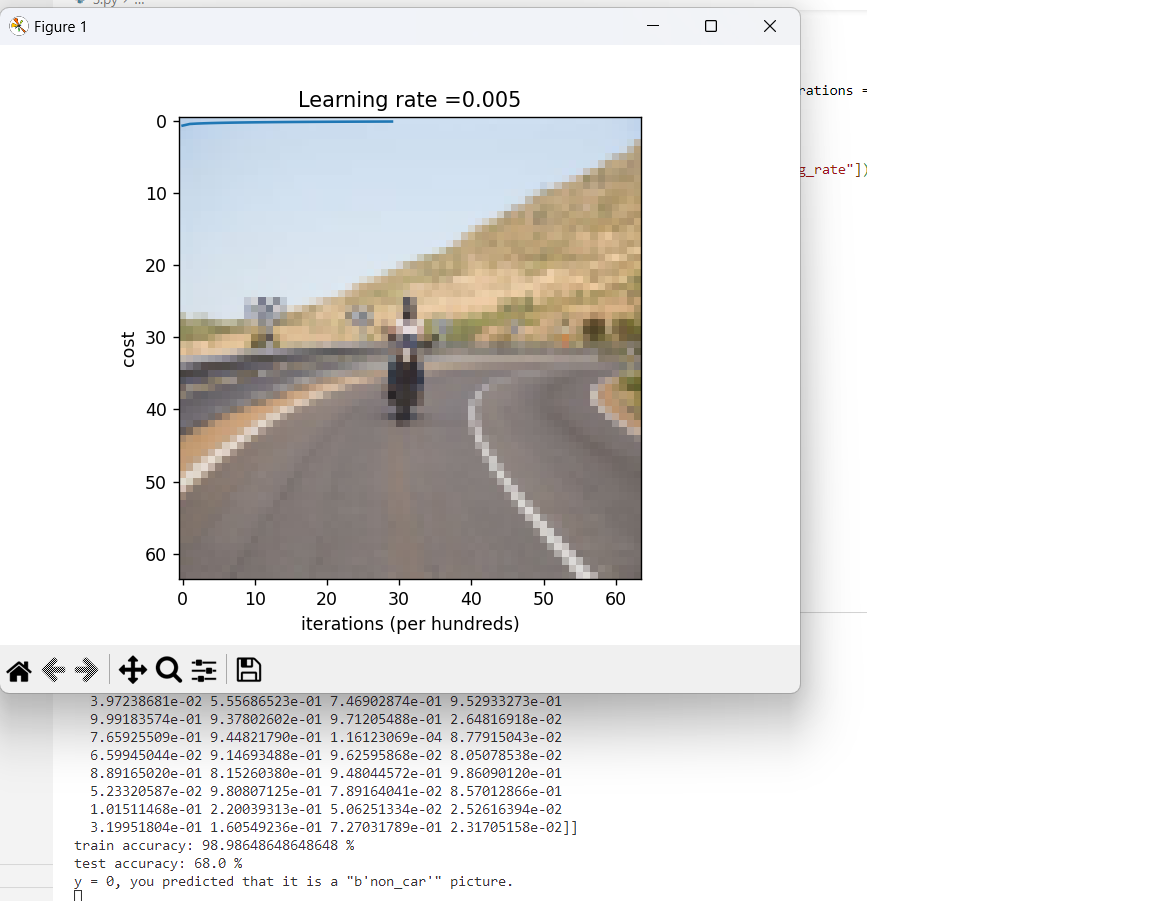 5.py > ...
Figure 1
rations =
g_rate"])
Learning rate =0.005
0
10
20
30
40
50
60
cost
0 10 20 30 40 50 60
iterations (per hundreds)
3.97238681e-02 5.55686523e-01 7.46902874e-01 9.52933273e-01
9.99183574e-01 9.37802602e-01 9.71205488e-01 2.64816918e-02
7.65925509e-01 9.44821790e-01 1.16123069e-04 8.77915043e-02
6.59945044e-02 9.14693488e-01 9.62595868e-02 8.05078538e-02
8.89165020e-01 8.15260380e-01 9.48044572e-01 9.86090120e-01
5.23320587e-02 9.80807125e-01 7.89164041e-02 8.57012866e-01
1.01511468e-01 2.20039313e-01 5.06251334e-02 2.52616394e-02
3.19951804e-01 1.60549236e-01 7.27031789e-01 2.31705158e-02]]
train accuracy: 98.98648648648648 %
test accuracy: 68.0 %
y = 0, you predicted that it is a "b'non_car'" picture.